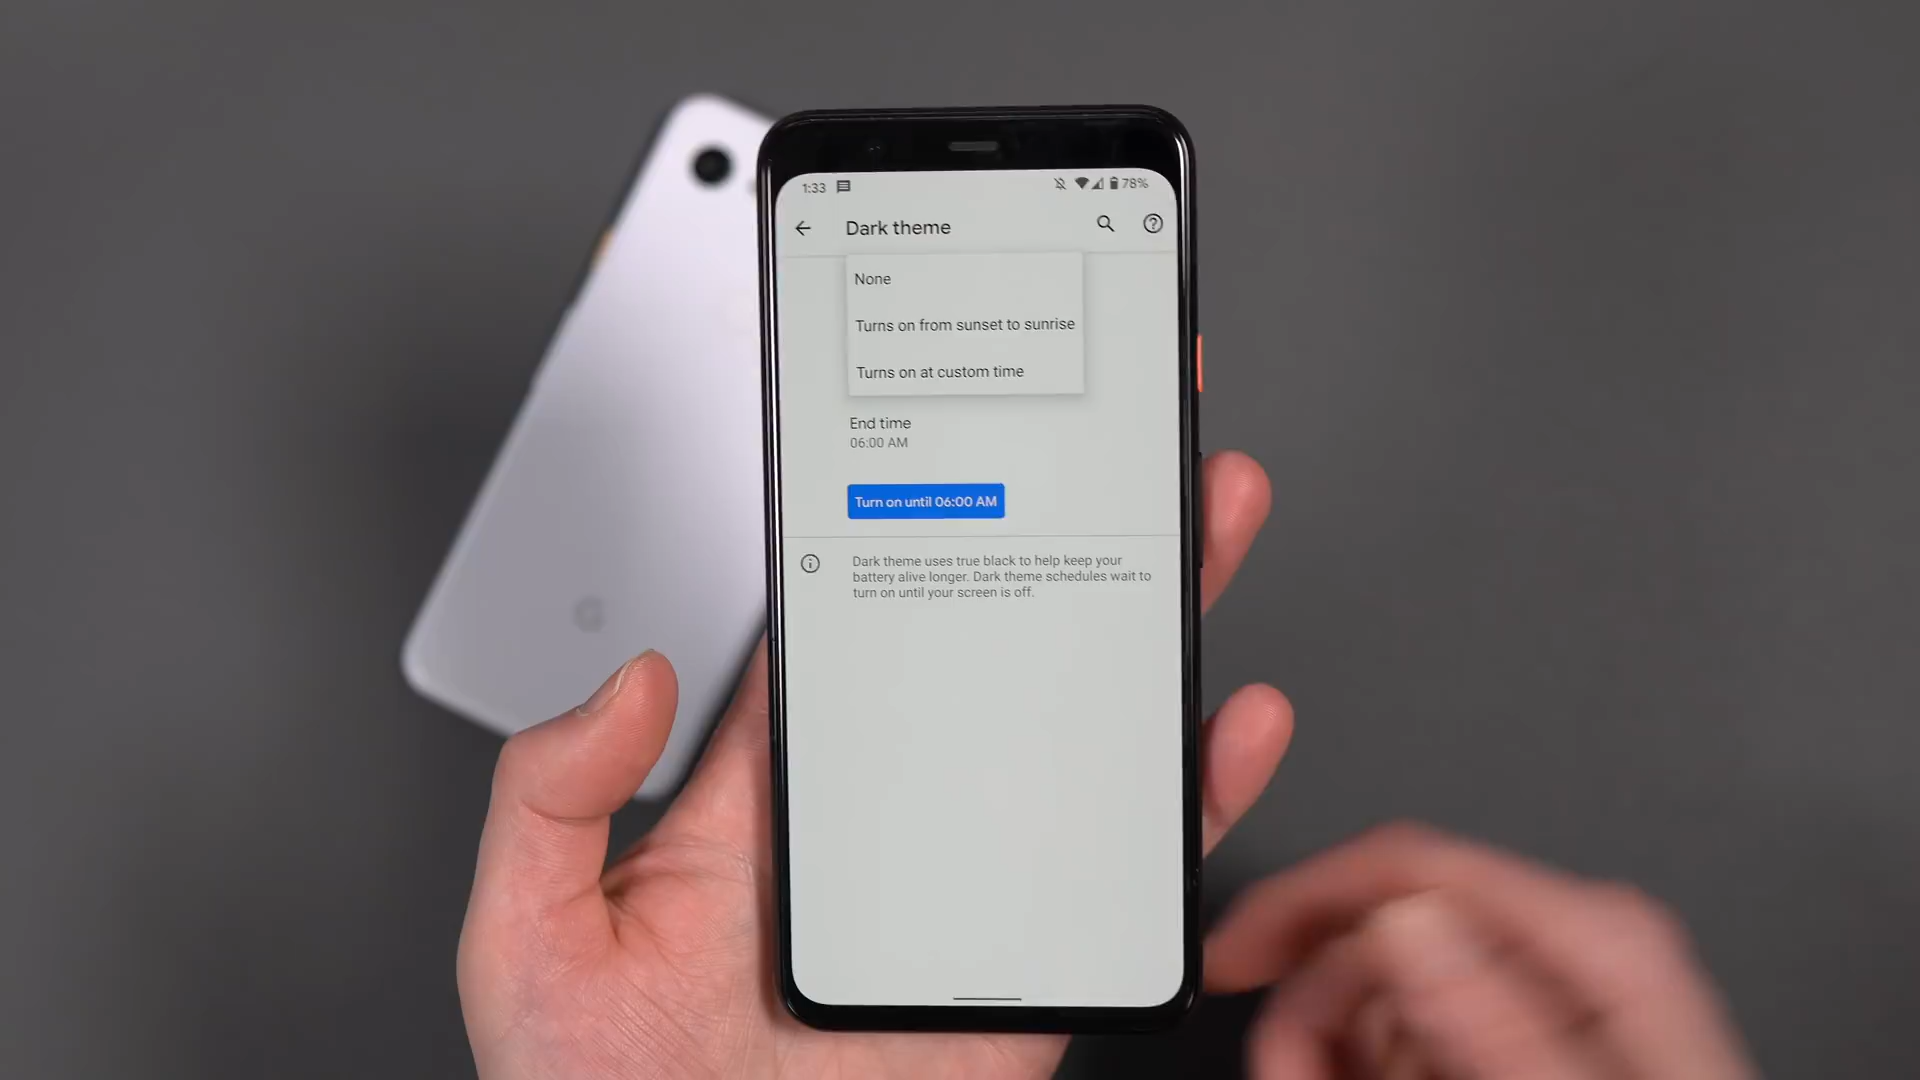 1:33
78%
Dark theme
None
Turns on from sunset to sunrise
Turns on at custom time
End time
06:00 AM
Turn on until 06:00 AM
Dark theme uses true black to help keep your
battery alive longer. Dark theme schedules wait to
turn on until your screen is off.
G